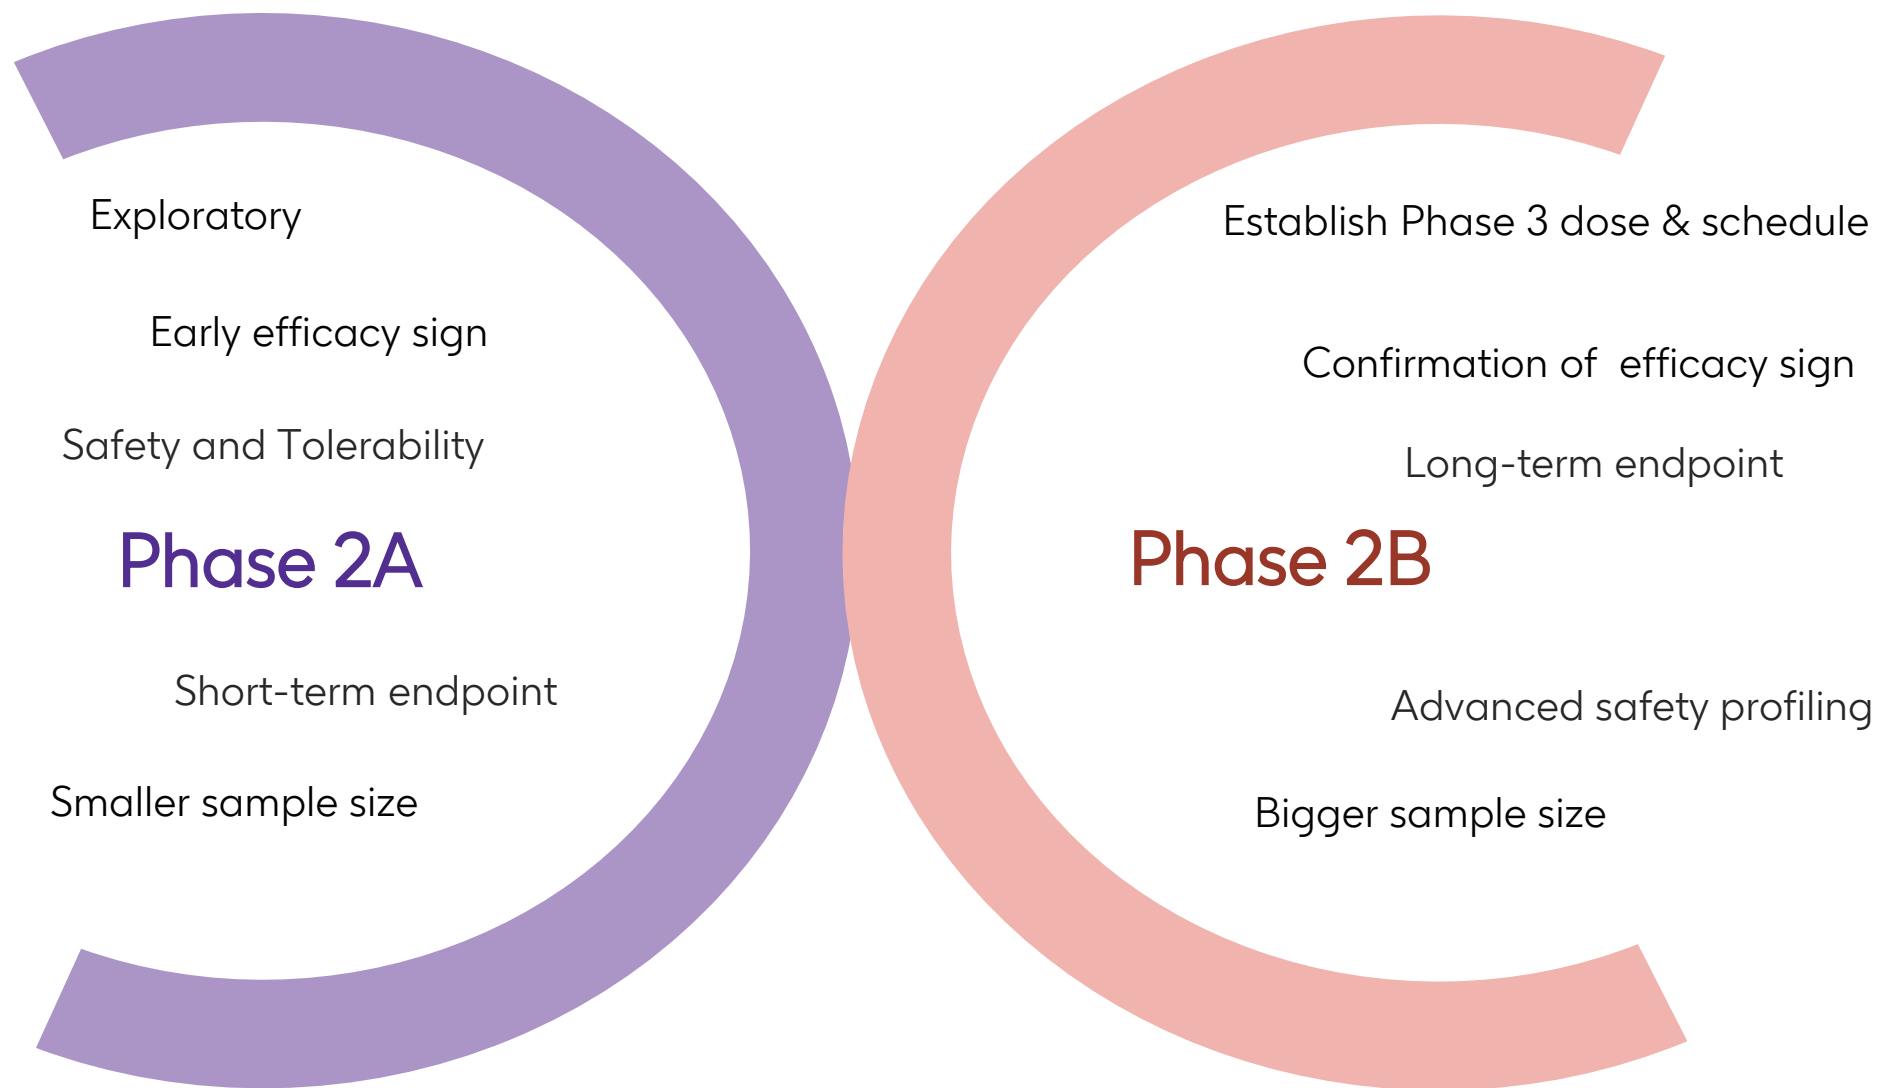 Exploratory
Early efficacy sign
Safety and Tolerability
Phase 2A
Short-term endpoint
Smaller sample size
Establish Phase 3 dose & schedule
Confirmation of  efficacy sign
Long-term endpoint
Phase 2B
Advanced safety profiling
Bigger sample size